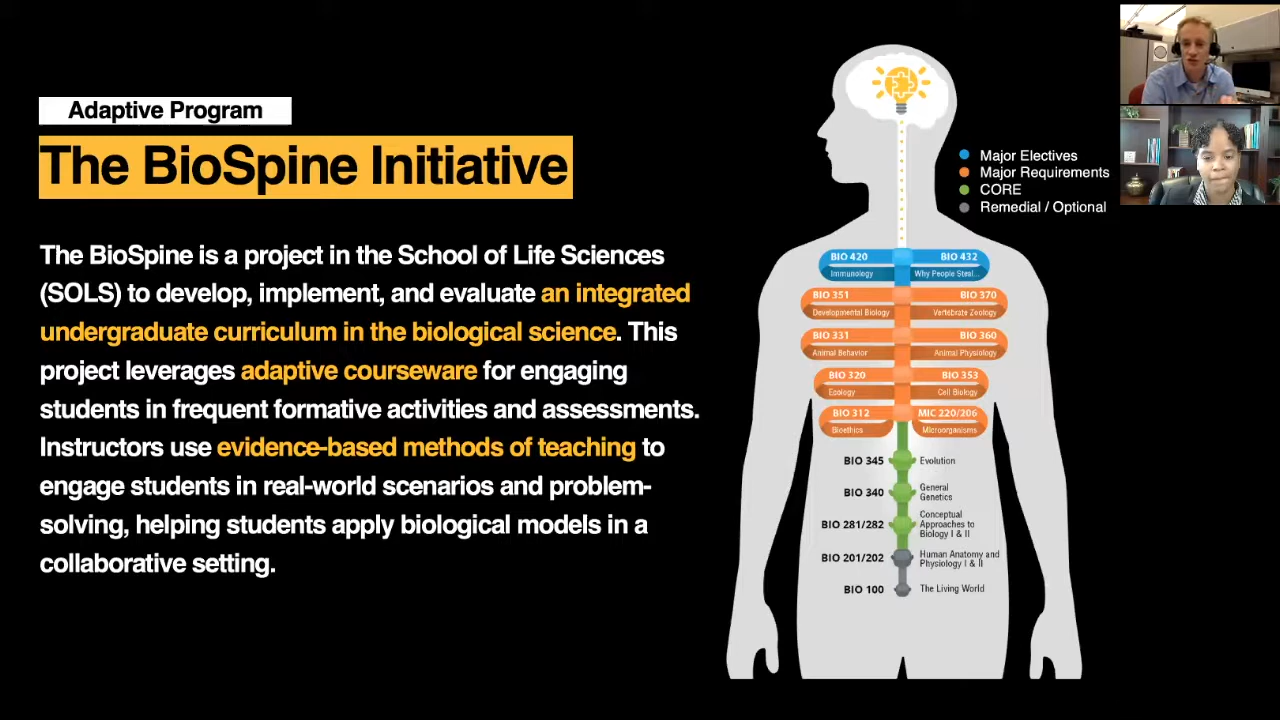 Adaptive Program
The BioSpine Initiative
The BioSpine is a project in the School of Life Sciences
(SOLS) to develop, implement, and evaluate an integrated
undergraduate curriculum in the biological science. This
project leverages adaptive courseware for engaging
students in frequent formative activities and assessments.
Instructors use evidence-based methods of teaching to
engage students in real-world scenarios and problem-
solving, helping students apply biological models in a
collaborative setting.
Major Electives
Major Requirements
CORE
Remedial / Optional
BIO 420 BIO 432
Immunology Why People Steal...
BIO 351 BIO 370
Developmental Biology Vertebrate Zoology
BIO 331 BIO 360
Animal Behavior Animal Physiology
BIO 320 BIO 353
Ecology Cell Biology
BIO 312 MIC 220/206
Bioethics Microorganisms
BIO 345 Evolution
BIO 340 General
Genetics
BIO 281/282 Conceptual
Approaches to
Biology I & II
BIO 201/202 Human Anatomy and
Physiology I & II
BIO 100 The Living World